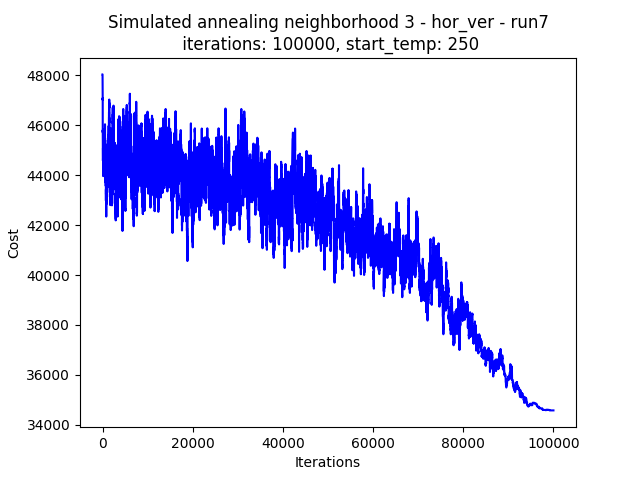 Simulated annealing neighborhood 3 - hor_ver - run7
iterations: 100000, start_temp: 250
48000
46000
44000
42000
40000
38000
36000
34000
Cost
0 20000 40000 60000 80000 100000
Iterations